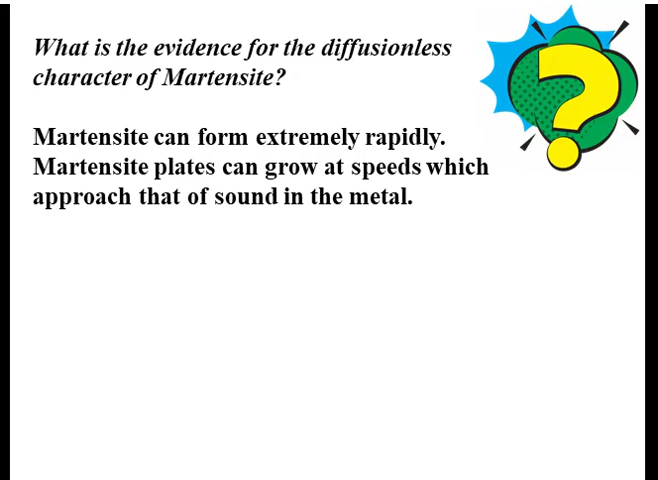 What is the evidence for the diffusionless
character of Martensite?
Martensite can form extremely rapidly.
Martensite plates can grow at speeds which
approach that of sound in the metal.